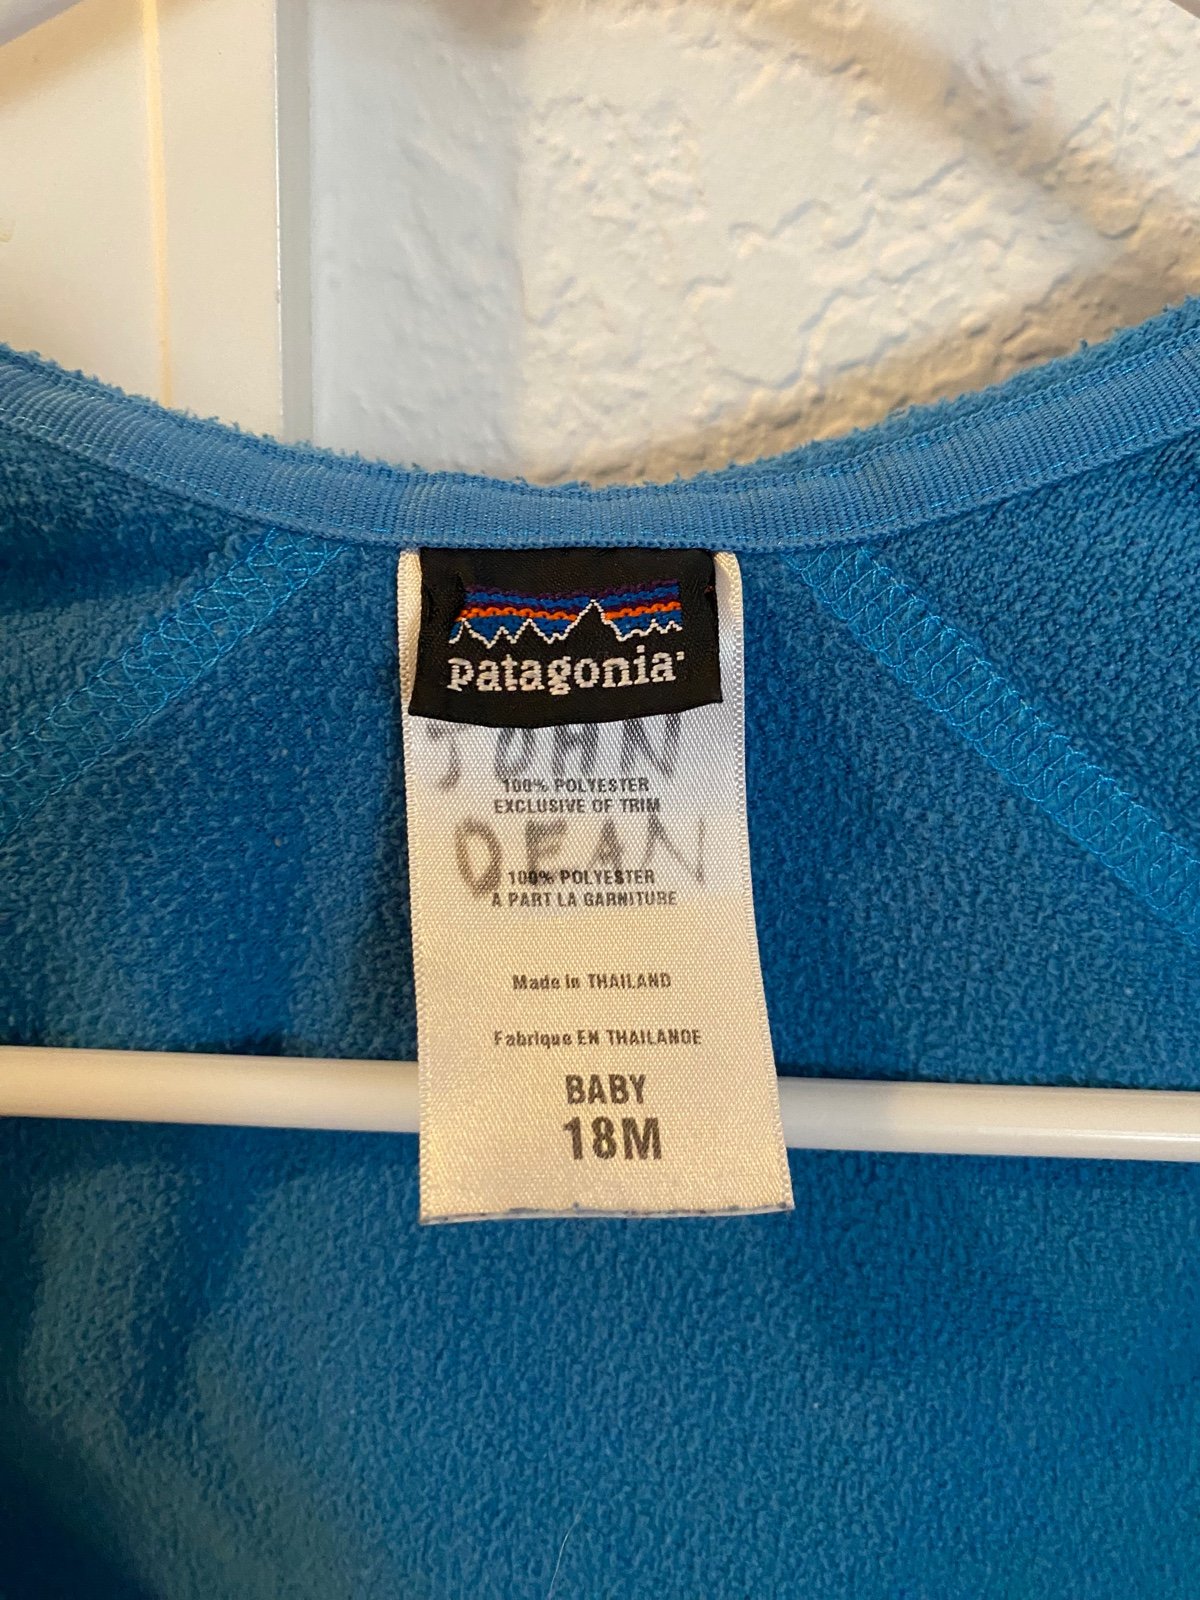 patagonia
JOHN
100% POLYESTER
EXCLUSIVE OF TRIM
DEAN
100% POLYESTER
A PART LA GARNITURE
Made in THAILAND
Fabrique EN THAILANDE
BABY
18M